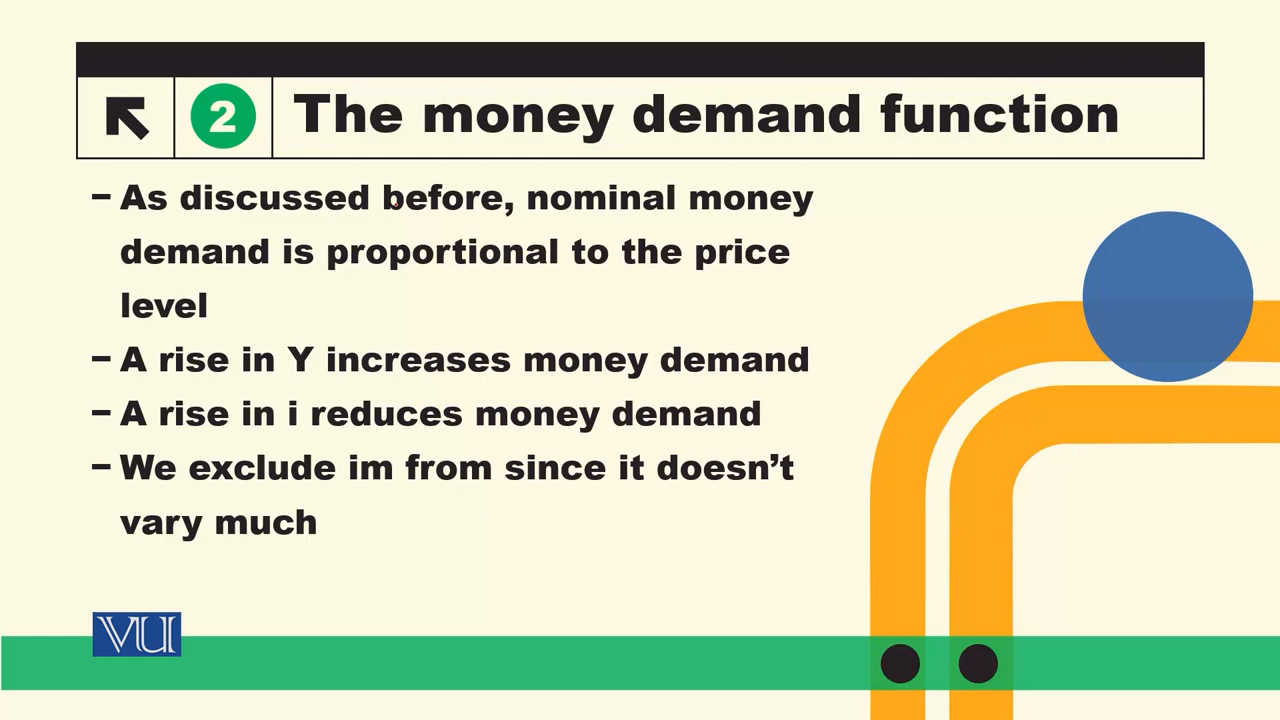 2 The money demand function
– As discussed before, nominal money
demand is proportional to the price
level
– A rise in Y increases money demand
– A rise in i reduces money demand
– We exclude im from since it doesn’t
vary much
VU